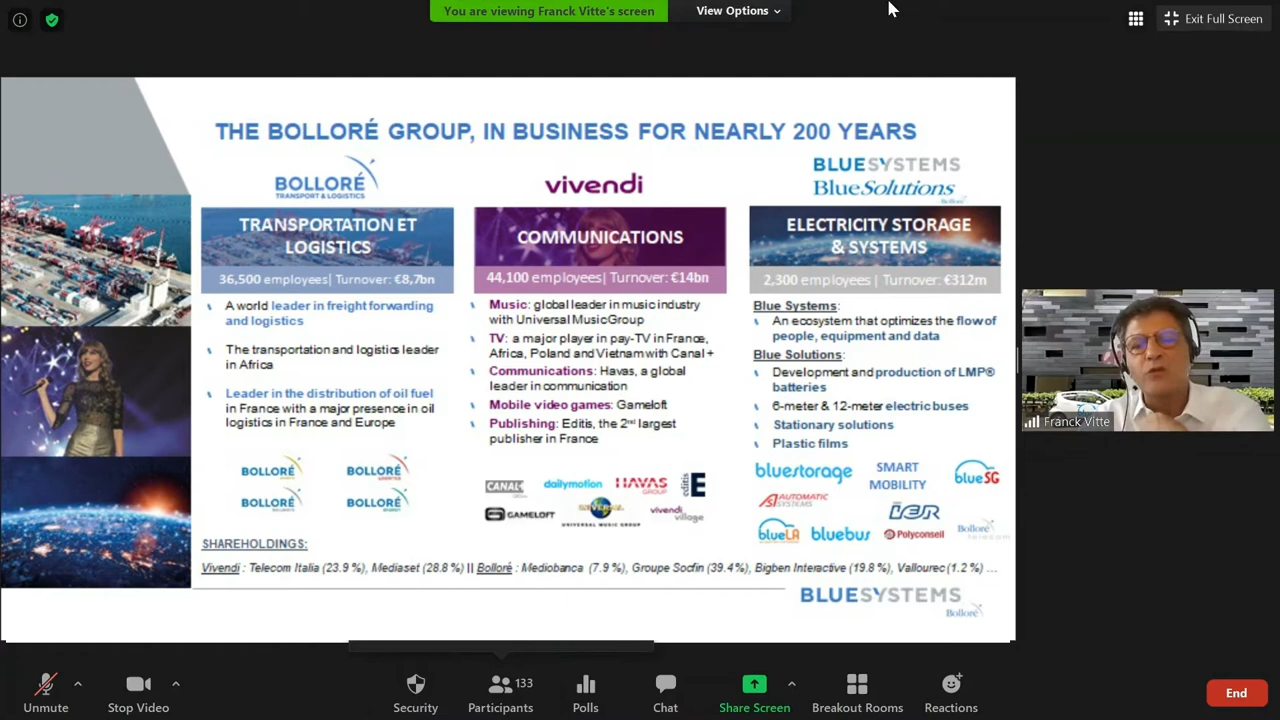 You are viewing Franck Vitte's screen
View Options
Exit Full Screen
THE BOLLORÉ GROUP, IN BUSINESS FOR NEARLY 200 YEARS
BOLLORÉ
TRANSPORT & LOGISTICS
vivendi
BLUESYSTEMS
BlueSolutions
Bolloré
TRANSPORTATION ET
LOGISTICS
36,500 employees| Turnover: €8,7bn
A world leader in freight forwarding
and logistics
The transportation and logistics leader
in Africa
Leader in the distribution of oil fuel
in France with a major presence in oil
logistics in France and Europe
BOLLORÉ
BOLLORÉ
LOGISTICS
BOLLORÉ
BOLLORÉ
COMMUNICATIONS
44,100 employees| Turnover: €14bn
Music: global leader in music industry
with Universal MusicGroup
TV: a major player in pay-TV in France,
Africa, Poland and Vietnam with Canal +
Communications: Havas, a global
leader in communication
Mobile video games: Gameloft
Publishing: Editis, the 2nd largest
publisher in France
CANAL+
dailymotion
HAVAS
GROUP
editis
E
GAMELOFT
UNIVERSAL
UNIVERSAL MUSIC GROUP
vivendi
village
ELECTRICITY STORAGE
& SYSTEMS
2,300 employees | Turnover: €312m
Blue Systems:
An ecosystem that optimizes the flow of
people, equipment and data
Blue Solutions:
Development and production of LMP®
batteries
6-meter & 12-meter electric buses
Stationary solutions
Plastic films
bluestorage
SMART
MOBILITY
blueSG
AUTOMATIC
SYSTEMS
IER
blueLA
bluebus
Polyconseil
Bolloré
SHAREHOLDINGS:
Vivendi : Telecom Italia (23.9 %), Mediaset (28.8 %) || Bolloré : Mediobanca (7.9 %), Groupe Socfin (39.4 %), Bigben Interactive (19.8 %), Vallourec (1.2 %) ...
BLUESYSTEMS
Bolloré
Franck Vitte
Unmute
Stop Video
Security
Participants
133
Polls
Chat
Share Screen
Breakout Rooms
Reactions
End